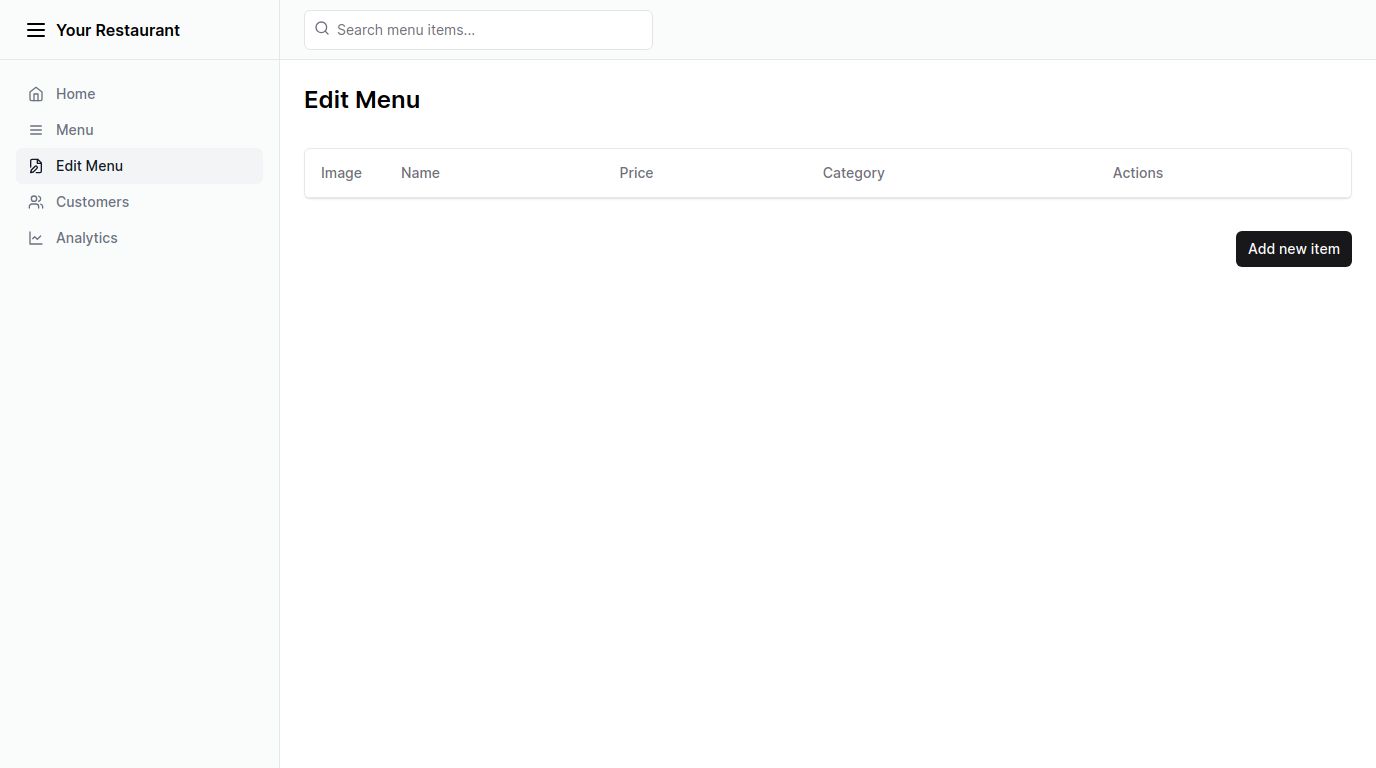 Your Restaurant
Search menu items...
Home
Menu
Edit Menu
Customers
Analytics
Edit Menu
Image Name Price Category Actions
Add new item